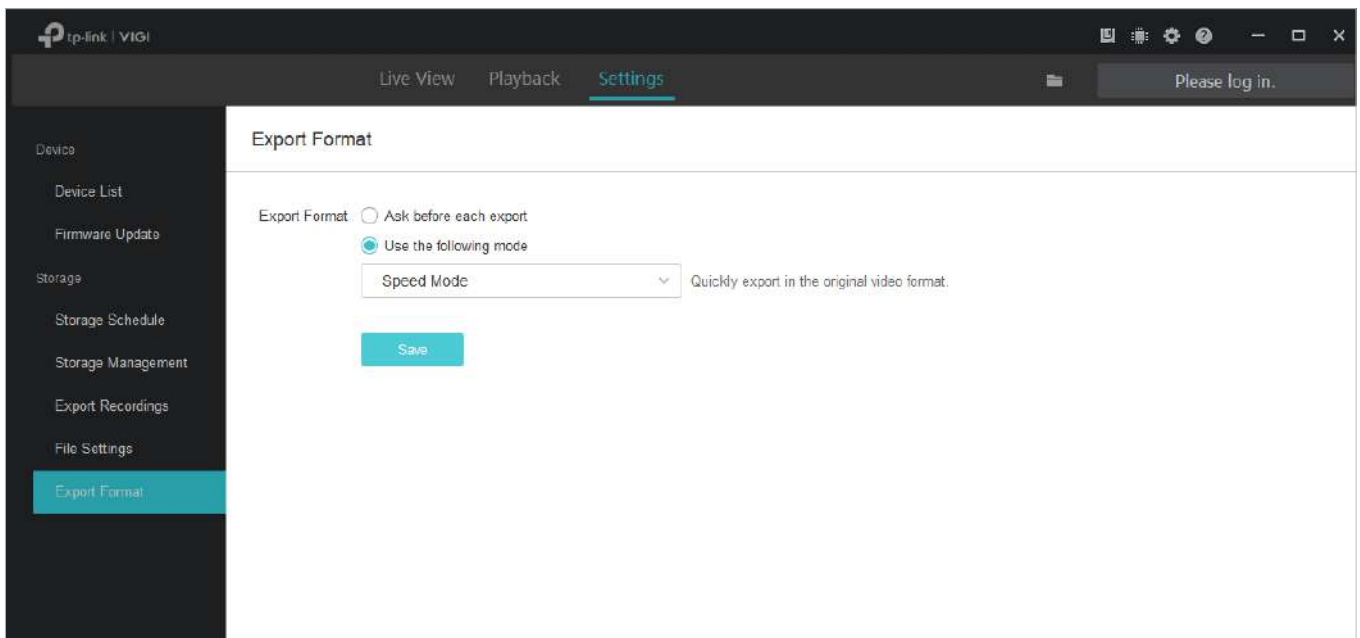 tp-link | VIGI
Live View Playback Settings Please log in.
Device
Device List
Firmware Update
Storage
Storage Schedule
Storage Management
Export Recordings
File Settings
Export Format
Export Format
Export Format Ask before each export
Use the following mode
Speed Mode Quickly export in the original video format.
Save